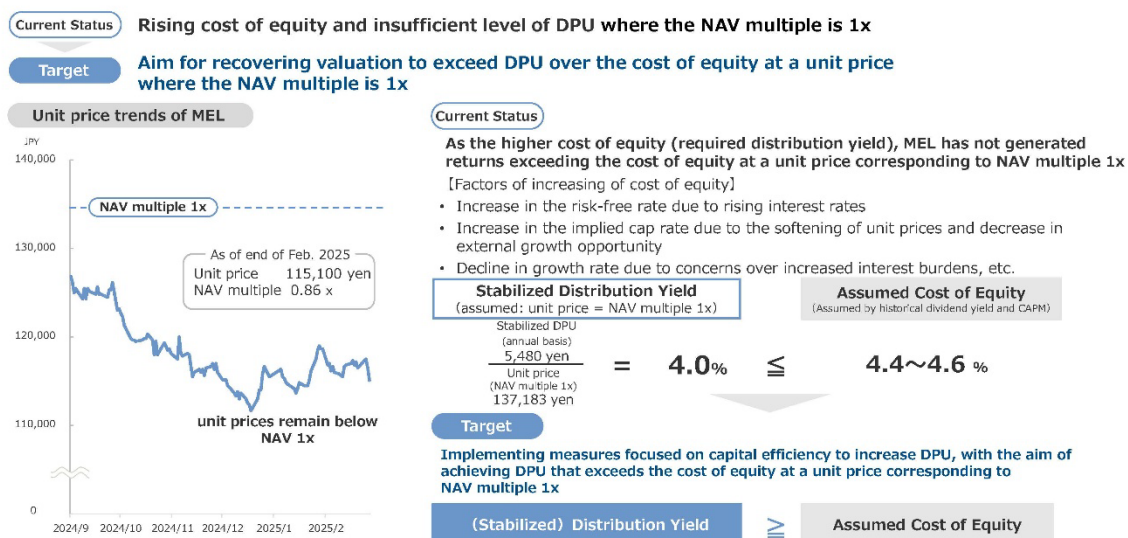 Current Status
Rising cost of equity and insufficient level of DPU where the NAV multiple is 1x
Target
Aim for recovering valuation to exceed DPU over the cost of equity at a unit price
where the NAV multiple is 1x
Unit price trends of MEL
JPY
140,000
NAV multiple 1x
130,000
As of end of Feb. 2025
Unit price 115,100 yen
NAV multiple 0.86 x
120,000
110,000
unit prices remain below
NAV 1x
0
2024/9 2024/10 2024/11 2024/12 2025/1 2025/2
Current Status
As the higher cost of equity (required distribution yield), MEL has not generated
returns exceeding the cost of equity at a unit price corresponding to NAV multiple 1x
【Factors of increasing of cost of equity】
• Increase in the risk-free rate due to rising interest rates
• Increase in the implied cap rate due to the softening of unit prices and decrease in
external growth opportunity
• Decline in growth rate due to concerns over increased interest burdens, etc.
Stabilized Distribution Yield
(assumed: unit price = NAV multiple 1x)
Assumed Cost of Equity
(Assumed by historical dividend yield and CAPM)
Stabilized DPU
(annual basis)
5,480 yen
Unit price
(NAV multiple 1x)
137,183 yen
= 4.0% ≦ 4.4～4.6 %
Target
Implementing measures focused on capital efficiency to increase DPU, with the aim of
achieving DPU that exceeds the cost of equity at a unit price corresponding to
NAV multiple 1x
(Stabilized) Distribution Yield ≧ Assumed Cost of Equity